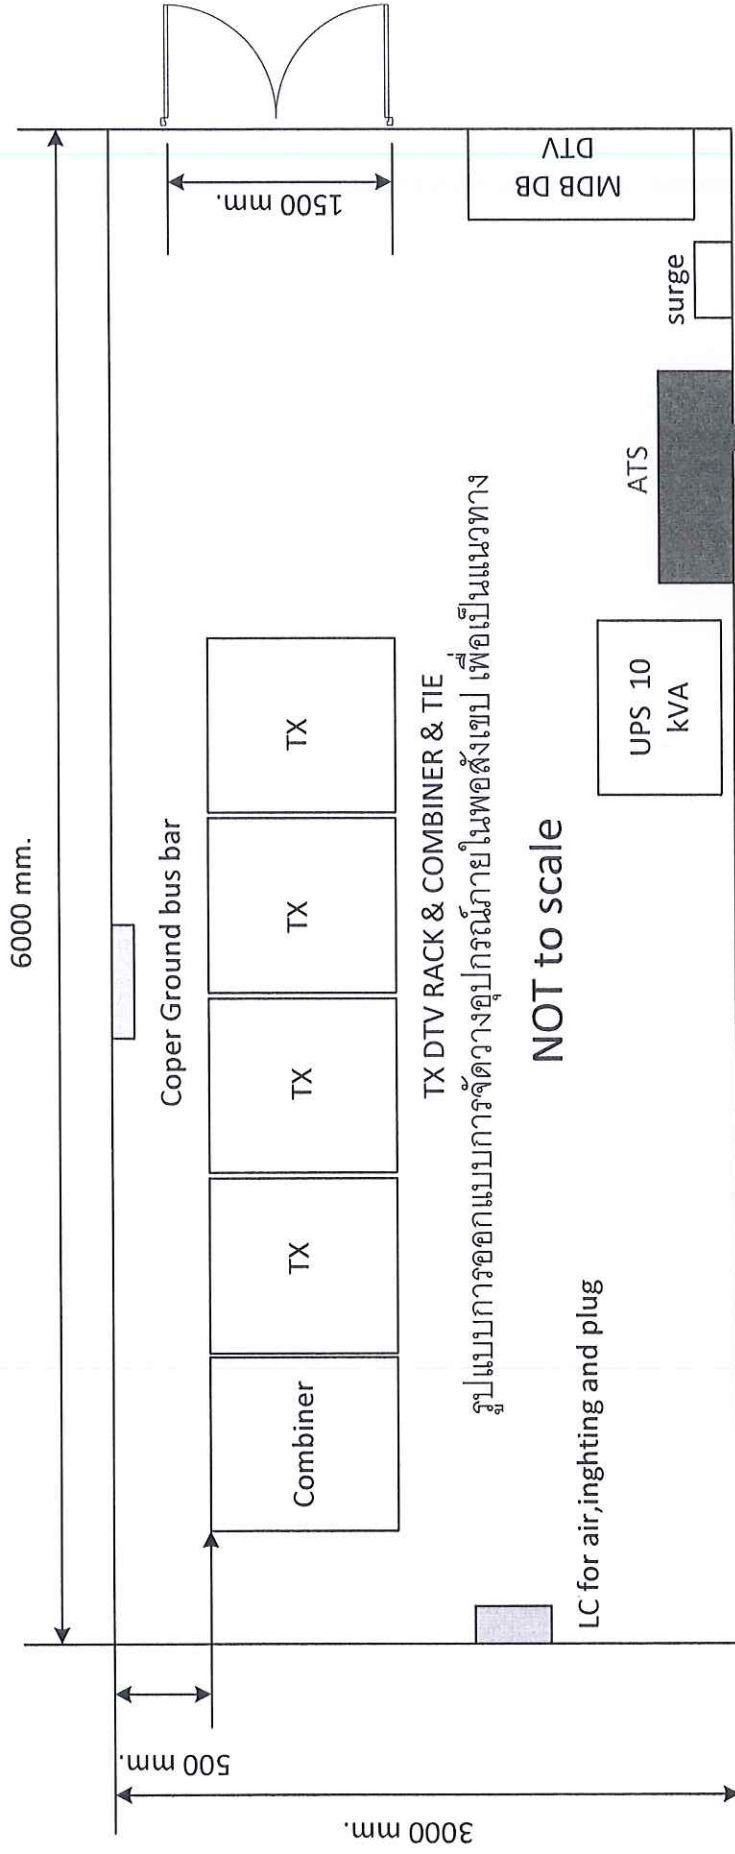 6000 mm.
500 mm.
3000 mm.
1500 mm.
Coper Ground bus bar
Combiner
TX
TX
TX
TX
TX DTV RACK & COMBINER & TIE
รูปแบบการออกแบบการจัดวางอุปกรณ์ภายในพอสังเขป เพื่อเป็นแนวทาง
NOT to scale
MDB DB
DTV
surge
ATS
UPS 10
kVA
LC for air,inghting and plug